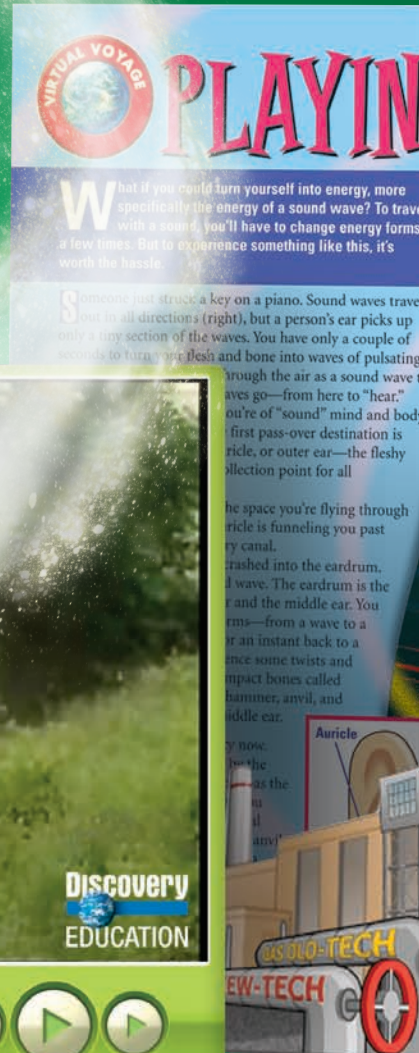 VIRTUAL VOYAGE
PLAYIN
What if you could turn yourself into energy, more
specifically the energy of a sound wave? To trave
with a sound, you'll have to change energy forms
a few times. But to experience something like this, it's
worth the hassle.
Someone just struck a key on a piano. Sound waves trave
out in all directions (right), but a person's ear picks up
only a tiny section of the waves. You have only a couple of
seconds to turn your flesh and bone into waves of pulsating
hrough the air as a sound wave
aves go—from here to "hear."
ou're of "sound" mind and body
first pass-over destination is
ricle, or outer ear—the fleshy
ollection point for all
he space you're flying through
ricle is funneling you past
ry canal.
crashed into the eardrum.
l wave. The eardrum is the
r and the middle ear. You
rms—from a wave to a
or an instant back to a
ence some twists and
mpact bones called
hammer, anvil, and
iddle ear.
Auricle
y now.
by the
as the
anvil
Discovery
EDUCATION
GAS OLD-TECH
EW-TECH